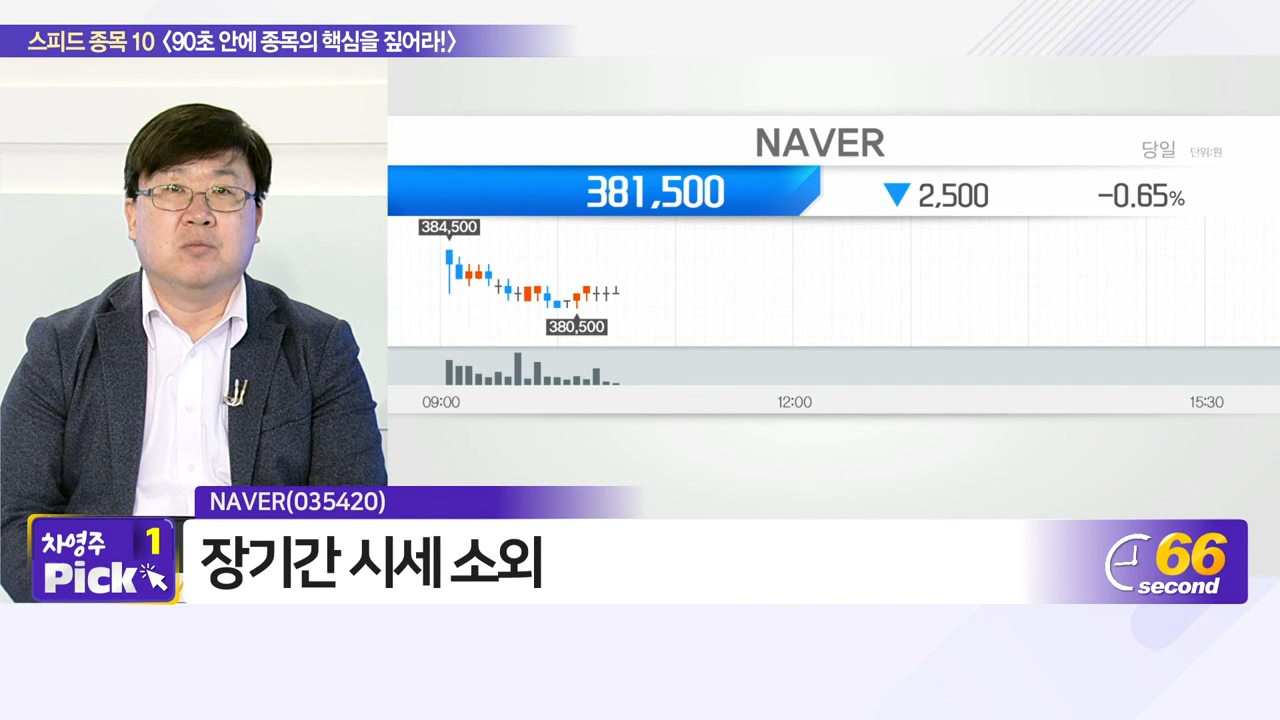 스피드 종목 10 〈90초 안에 종목의 핵심을 짚어라!〉
NAVER
당일 단위:원
381,500 ▼ 2,500 -0.65%
384,500
380,500
09:00 12:00 15:30
NAVER(035420)
차영주 1
Pick
장기간 시세 소외
66
second